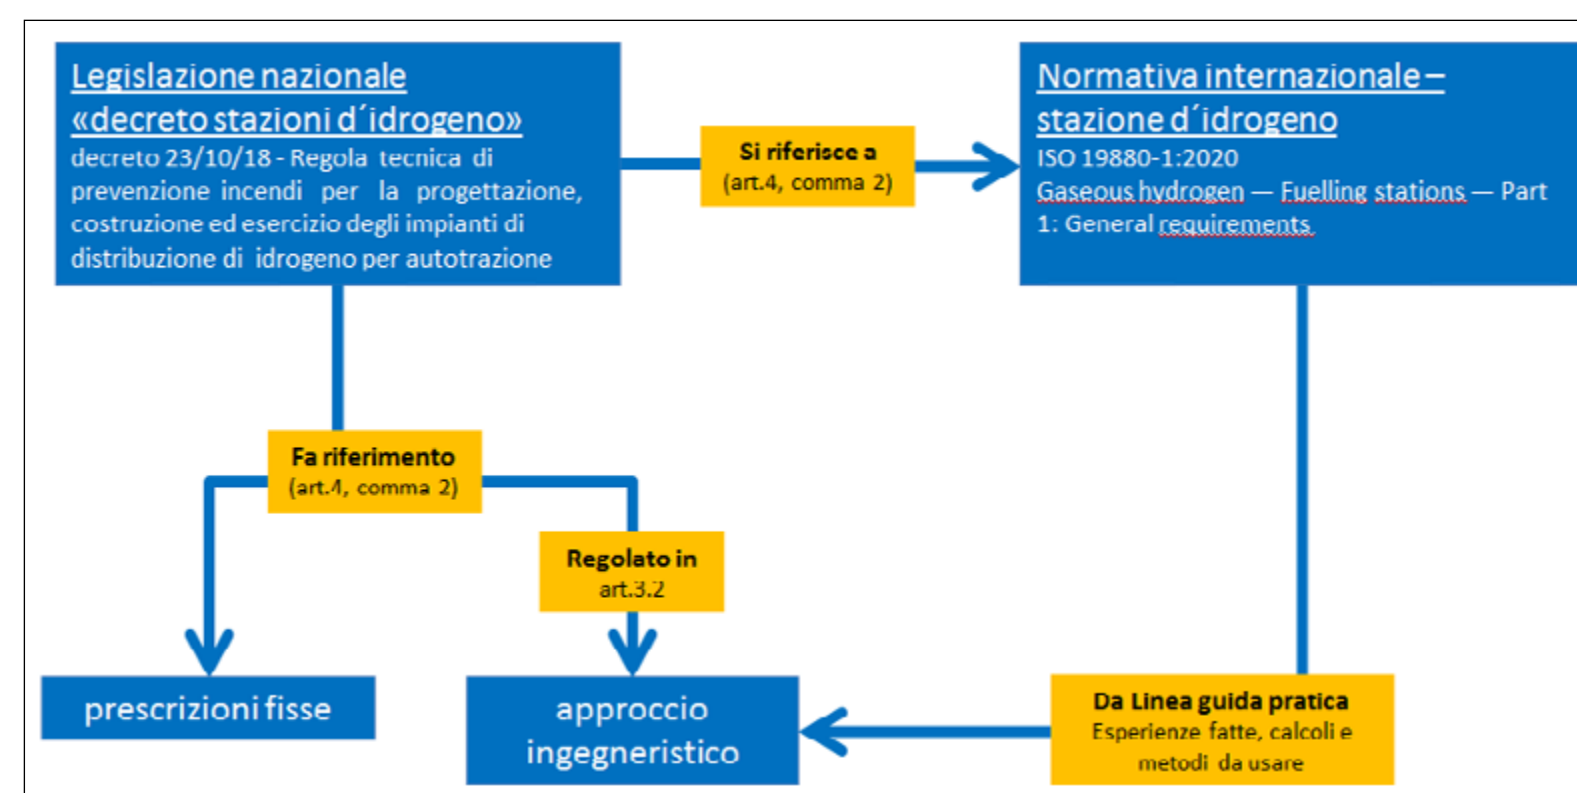 Legislazione nazionale
«decreto stazioni d´idrogeno»
decreto 23/10/18 - Regola tecnica di
prevenzione incendi per la progettazione,
costruzione ed esercizio degli impianti di
distribuzione di idrogeno per autotrazione
Si riferisce a
(art.4, comma 2)
Normativa internazionale –
stazione d´idrogeno
ISO 19880-1:2020
Gaseous hydrogen — Fuelling stations — Part
1: General requirements
Fa riferimento
(art.4, comma 2)
Regolato in
art.3.2
prescrizioni fisse
approccio
ingegneristico
Da Linea guida pratica
Esperienze fatte, calcoli e
metodi da usare